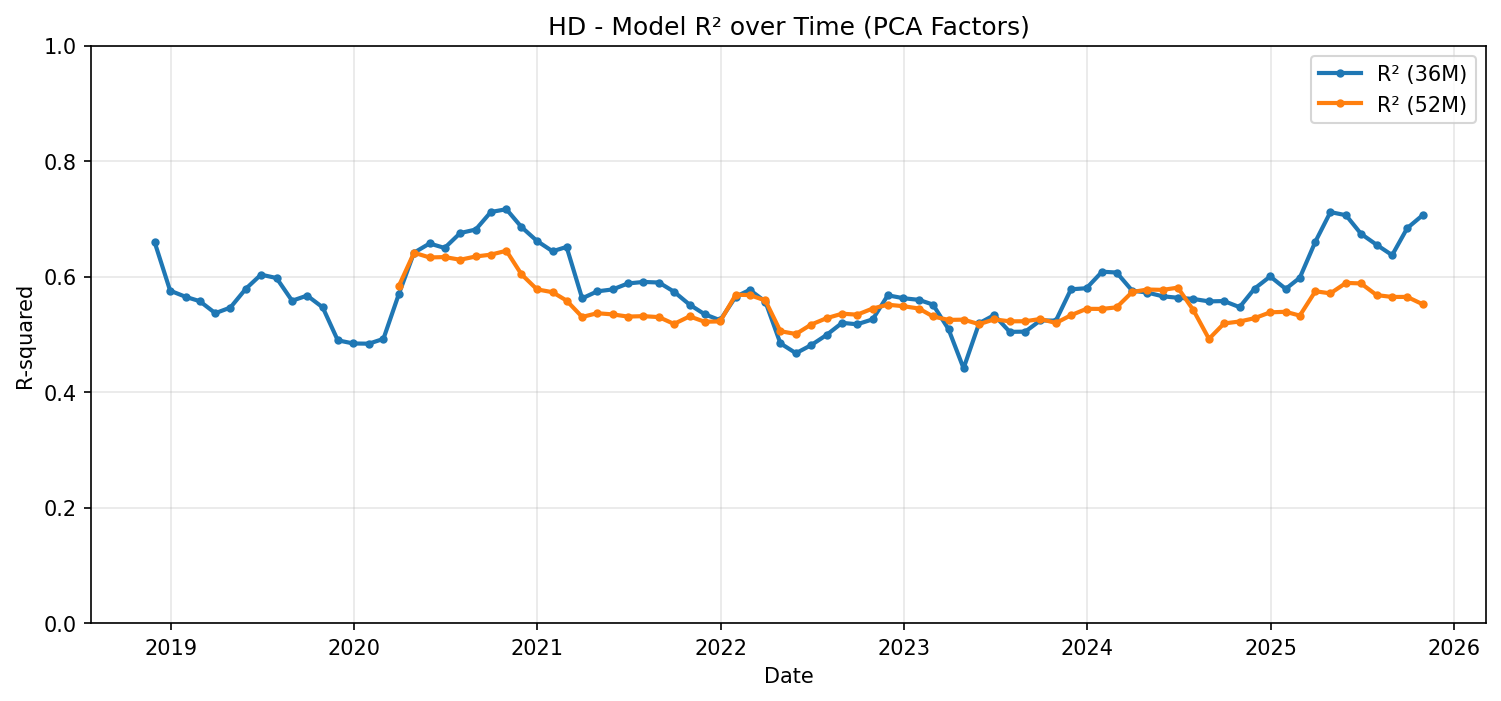 HD - Model R² over Time (PCA Factors)
R² (36M)
R² (52M)
R-squared
1.0
0.8
0.6
0.4
0.2
0.0
2019 2020 2021 2022 2023 2024 2025 2026
Date